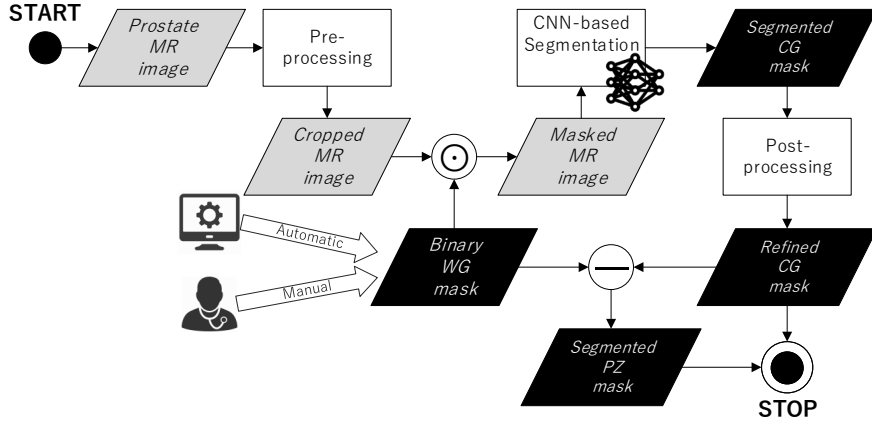 START
Prostate
MR
image
Pre-
processing
CNN-based
Segmentation
Segmented
CG
mask
Cropped
MR
image
Masked
MR
image
Post-
processing
Automatic
Manual
Binary
WG
mask
Refined
CG
mask
Segmented
PZ
mask
STOP